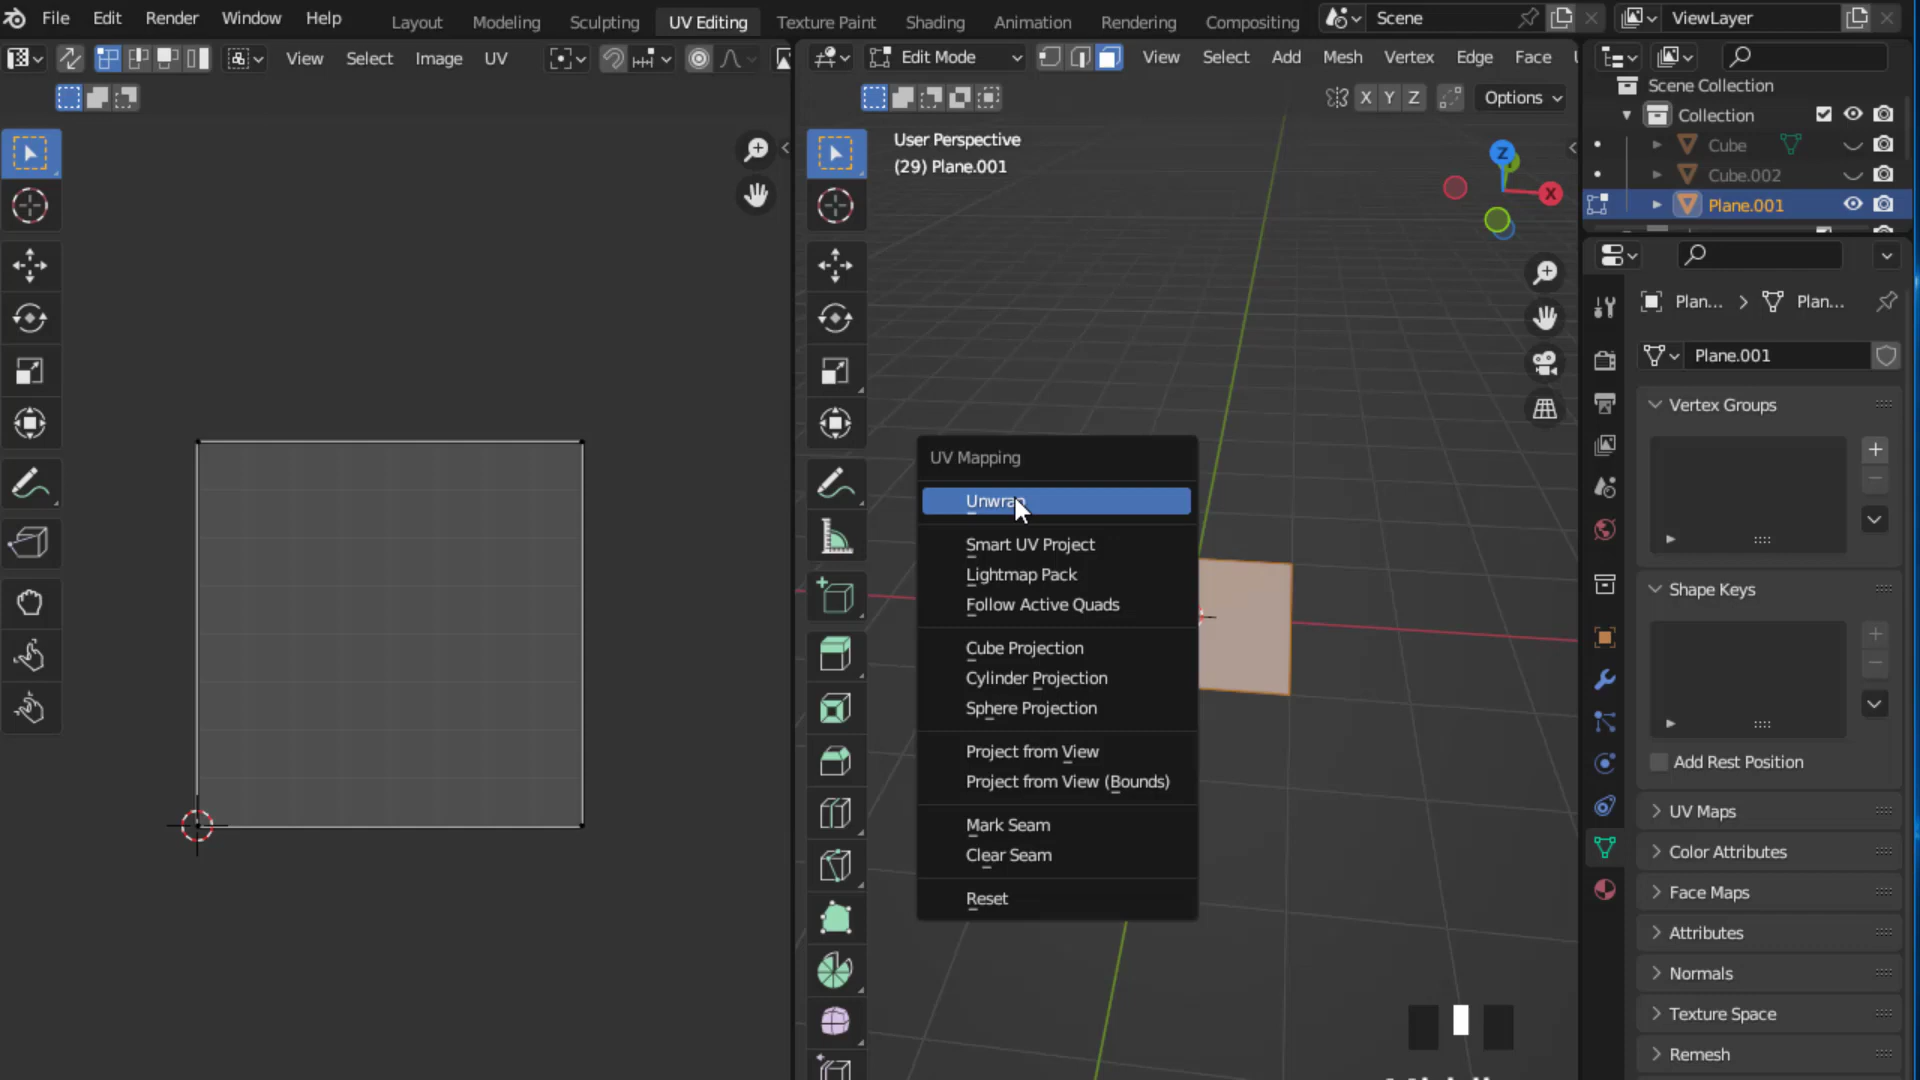 File Edit Render Window Help
Layout Modeling Sculpting UV Editing Texture Paint Shading Animation Rendering Compositing
Scene
ViewLayer
View Select Image UV
Edit Mode
View Select Add Mesh Vertex Edge Face
X Y Z
Options
User Perspective
(29) Plane.001
Z
X
Scene Collection
Collection
Cube
Cube.002
Plane.001
Plan... > Plan...
Plane.001
Vertex Groups
Shape Keys
Add Rest Position
UV Maps
Color Attributes
Face Maps
Attributes
Normals
Texture Space
Remesh
UV Mapping
Unwrap
Smart UV Project
Lightmap Pack
Follow Active Quads
Cube Projection
Cylinder Projection
Sphere Projection
Project from View
Project from View (Bounds)
Mark Seam
Clear Seam
Reset